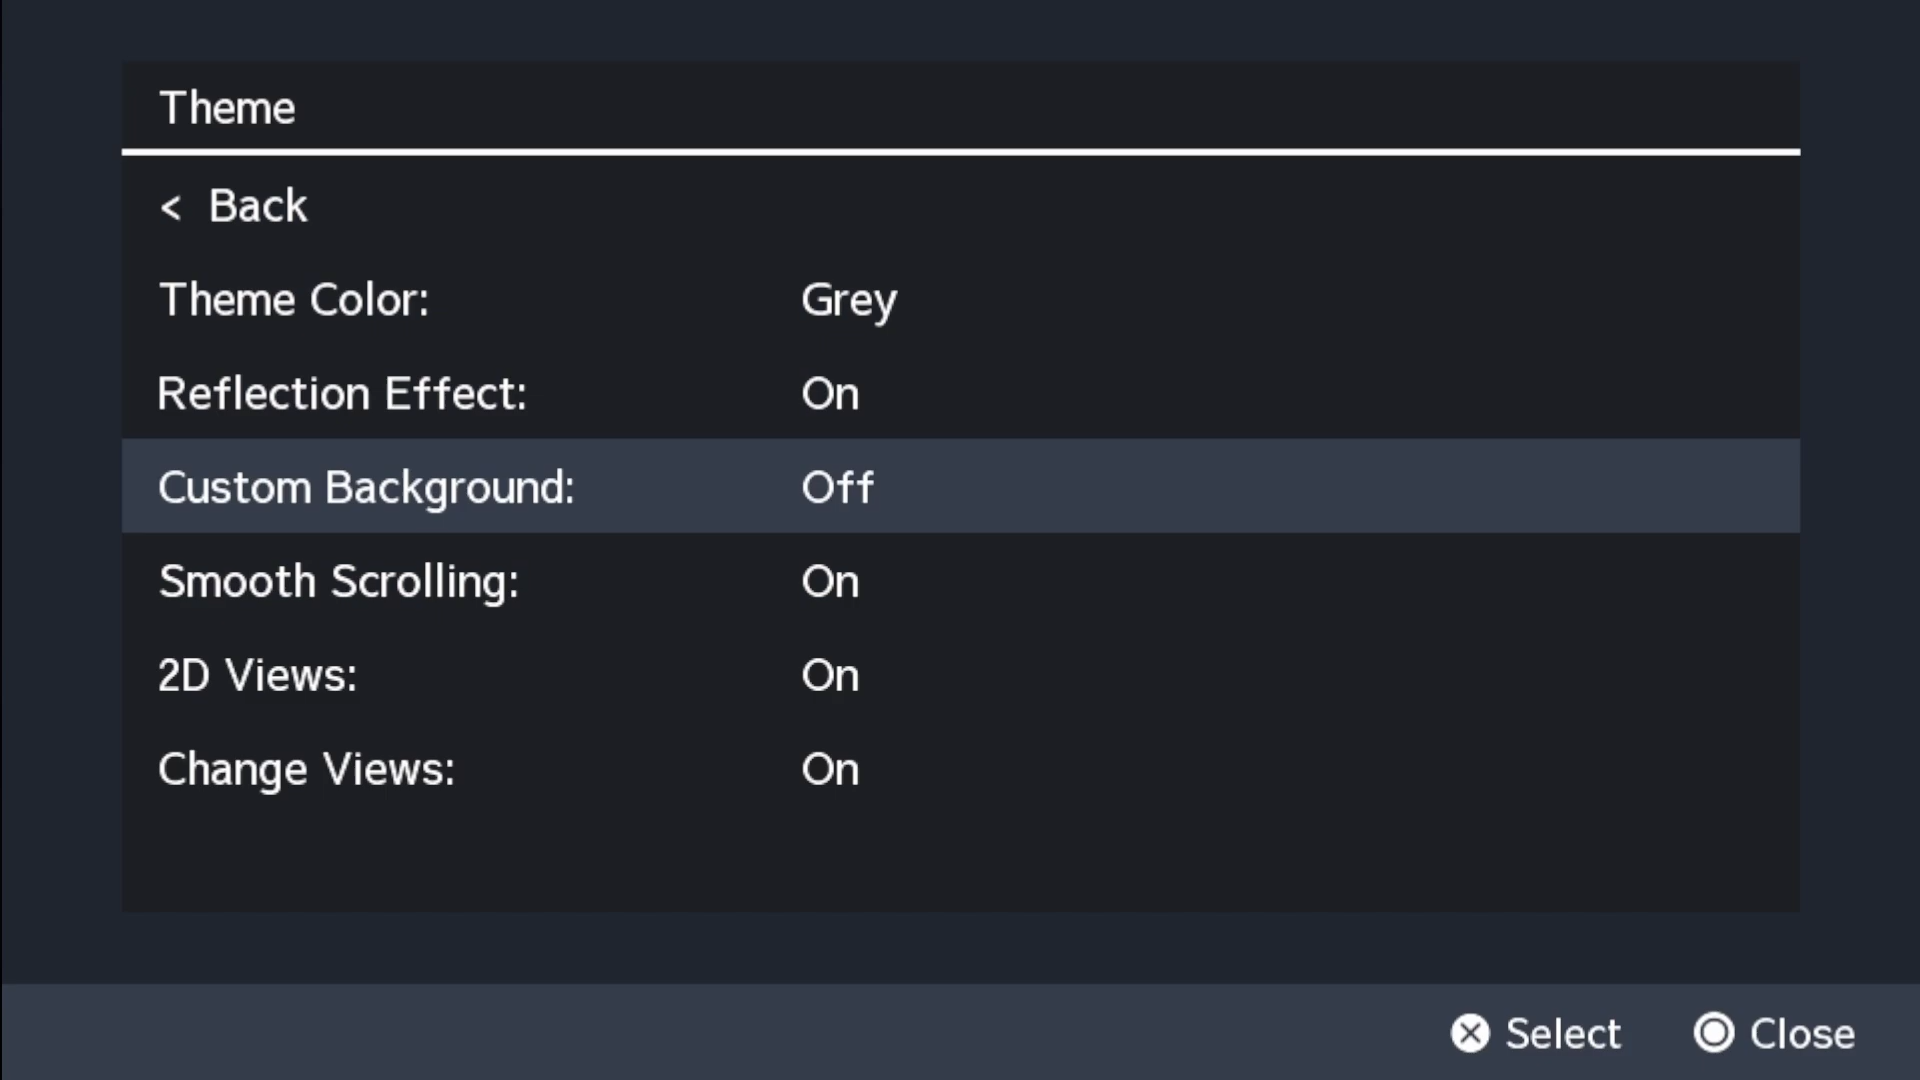 Theme
< Back
Theme Color: Grey
Reflection Effect: On
Custom Background: Off
Smooth Scrolling: On
2D Views: On
Change Views: On
Select Close